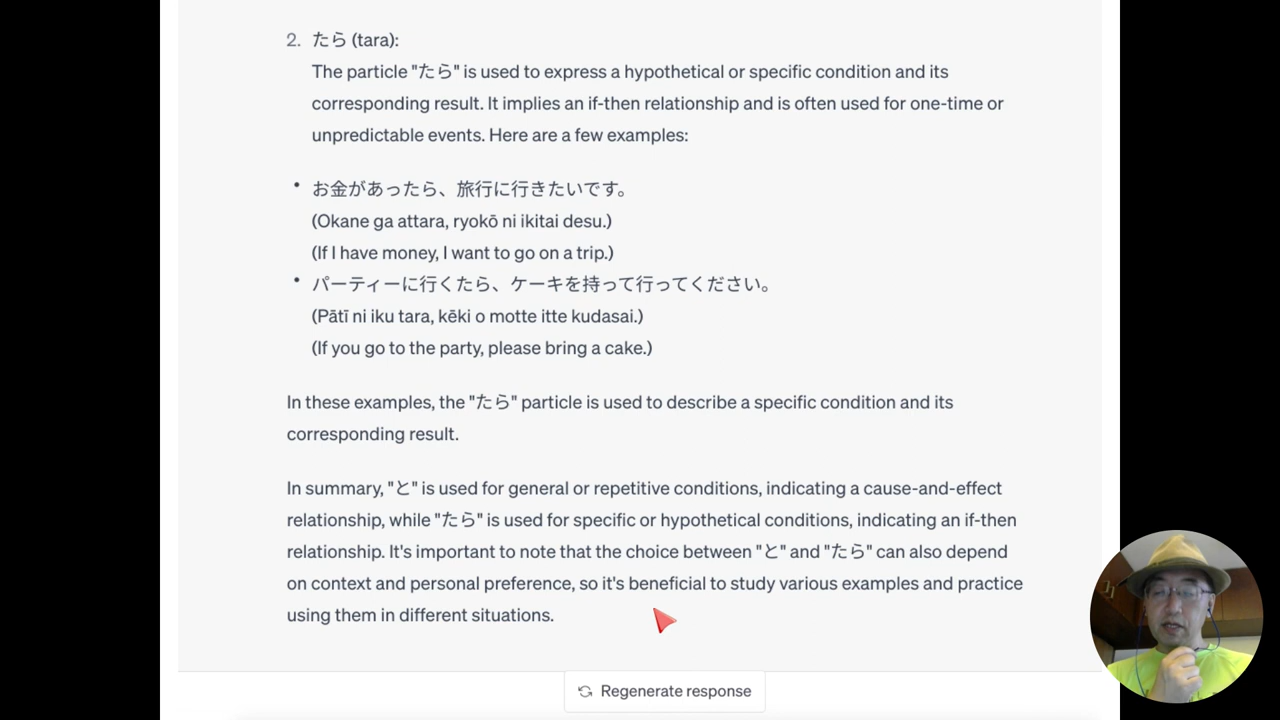 2. たら (tara):
The particle "たら" is used to express a hypothetical or specific condition and its
corresponding result. It implies an if-then relationship and is often used for one-time or
unpredictable events. Here are a few examples:
• お金があったら、旅行に行きたいです。
(Okane ga attara, ryokō ni ikitai desu.)
(If I have money, I want to go on a trip.)
• パーティーに行くたら、ケーキを持って行ってください。
(Pātī ni iku tara, kēki o motte itte kudasai.)
(If you go to the party, please bring a cake.)
In these examples, the "たら" particle is used to describe a specific condition and its
corresponding result.
In summary, "と" is used for general or repetitive conditions, indicating a cause-and-effect
relationship, while "たら" is used for specific or hypothetical conditions, indicating an if-then
relationship. It's important to note that the choice between "と" and "たら" can also depend
on context and personal preference, so it's beneficial to study various examples and practice
using them in different situations.
Regenerate response